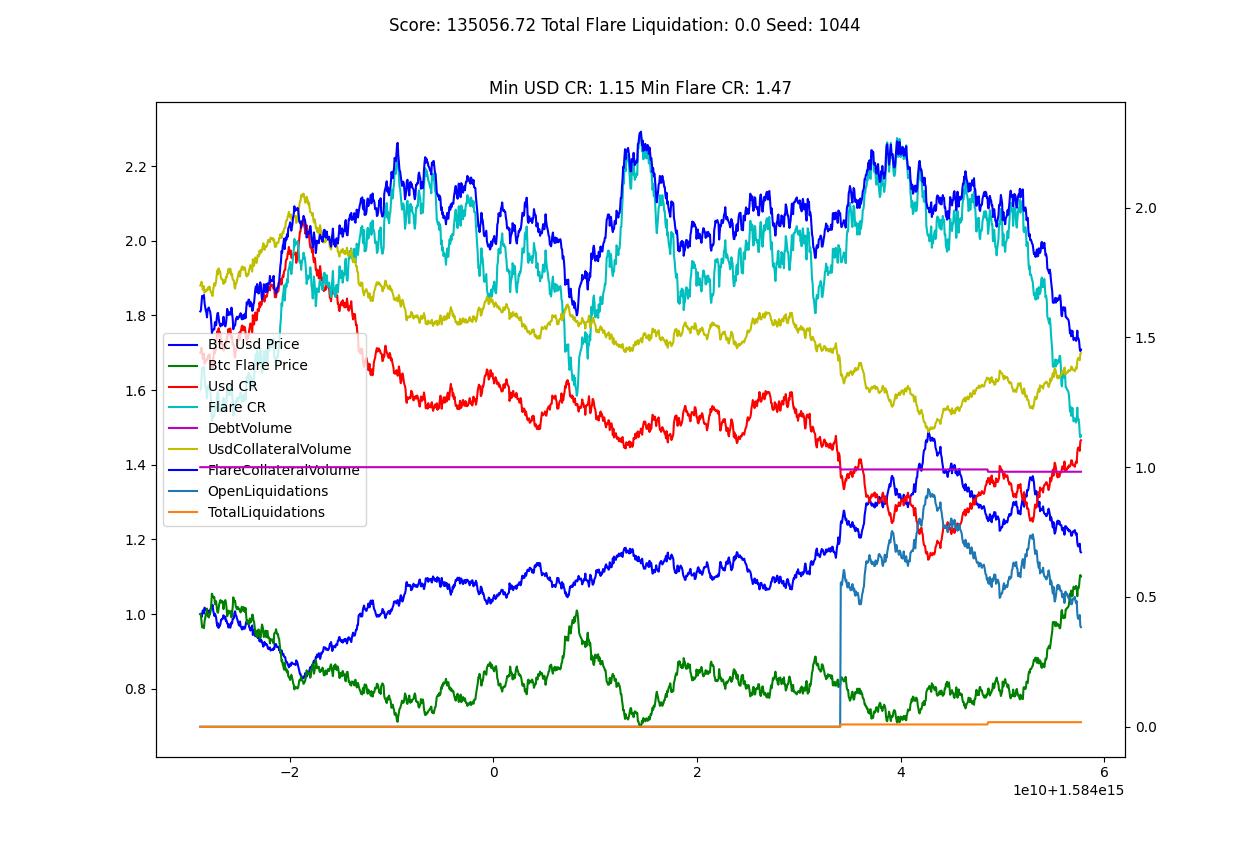 Score: 135056.72 Total Flare Liquidation: 0.0 Seed: 1044
Min USD CR: 1.15 Min Flare CR: 1.47
2.2
2.0
1.8
1.6
1.4
1.2
1.0
0.8
Btc Usd Price
Btc Flare Price
Usd CR
Flare CR
DebtVolume
UsdCollateralVolume
FlareCollateralVolume
OpenLiquidations
TotalLiquidations
2.0
1.5
1.0
0.5
0.0
−2 0 2 4 6
1e10+1.584e15